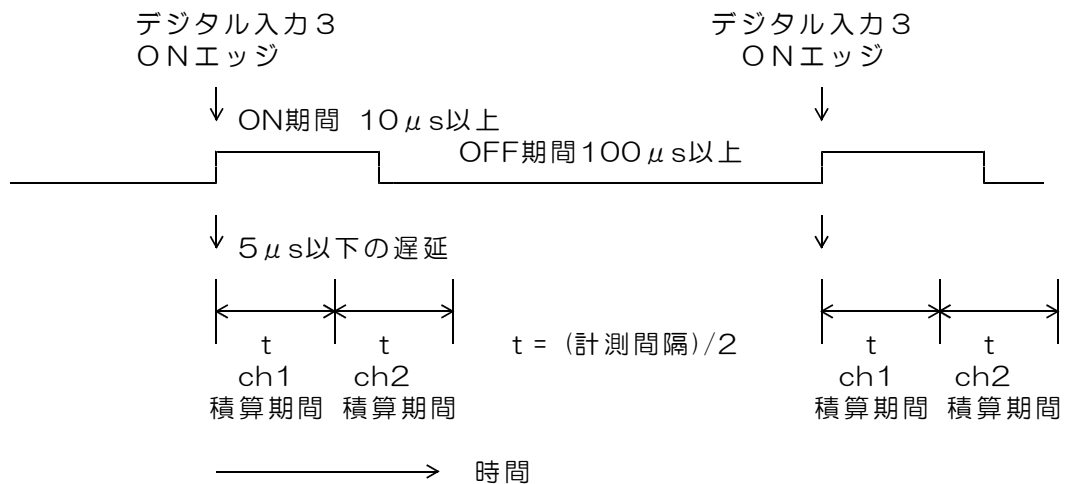 デジタル入力３
ＯＮエッジ
デジタル入力３
ＯＮエッジ
ON期間 10μs以上
OFF期間100μs以上
5μs以下の遅延
t
t
t = (計測間隔)/2
t
t
ch1
ch2
ch1
ch2
積算期間
積算期間
積算期間
積算期間
時間